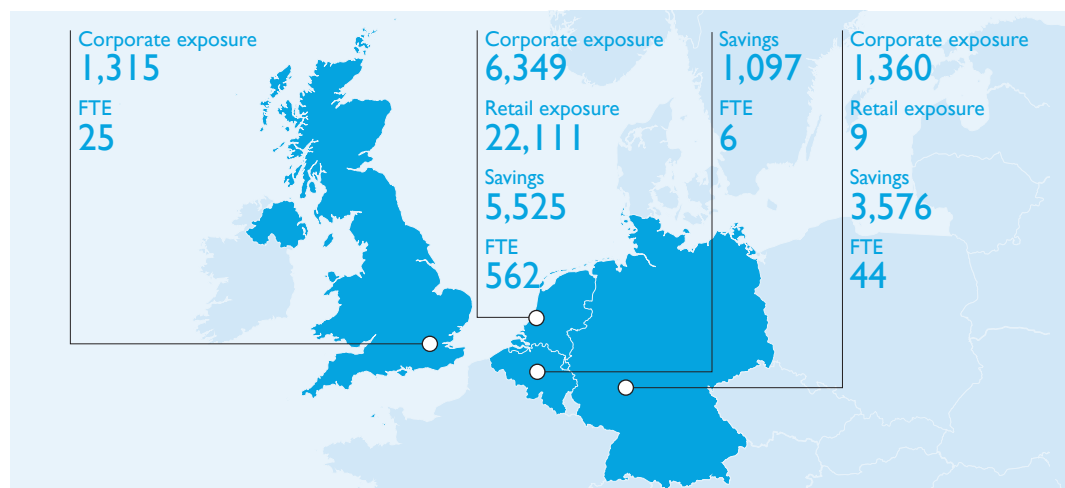 Corporate exposure
1,315
FTE
25
Corporate exposure
6,349
Retail exposure
22,111
Savings
5,525
FTE
562
Savings
1,097
FTE
6
Corporate exposure
1,360
Retail exposure
9
Savings
3,576
FTE
44